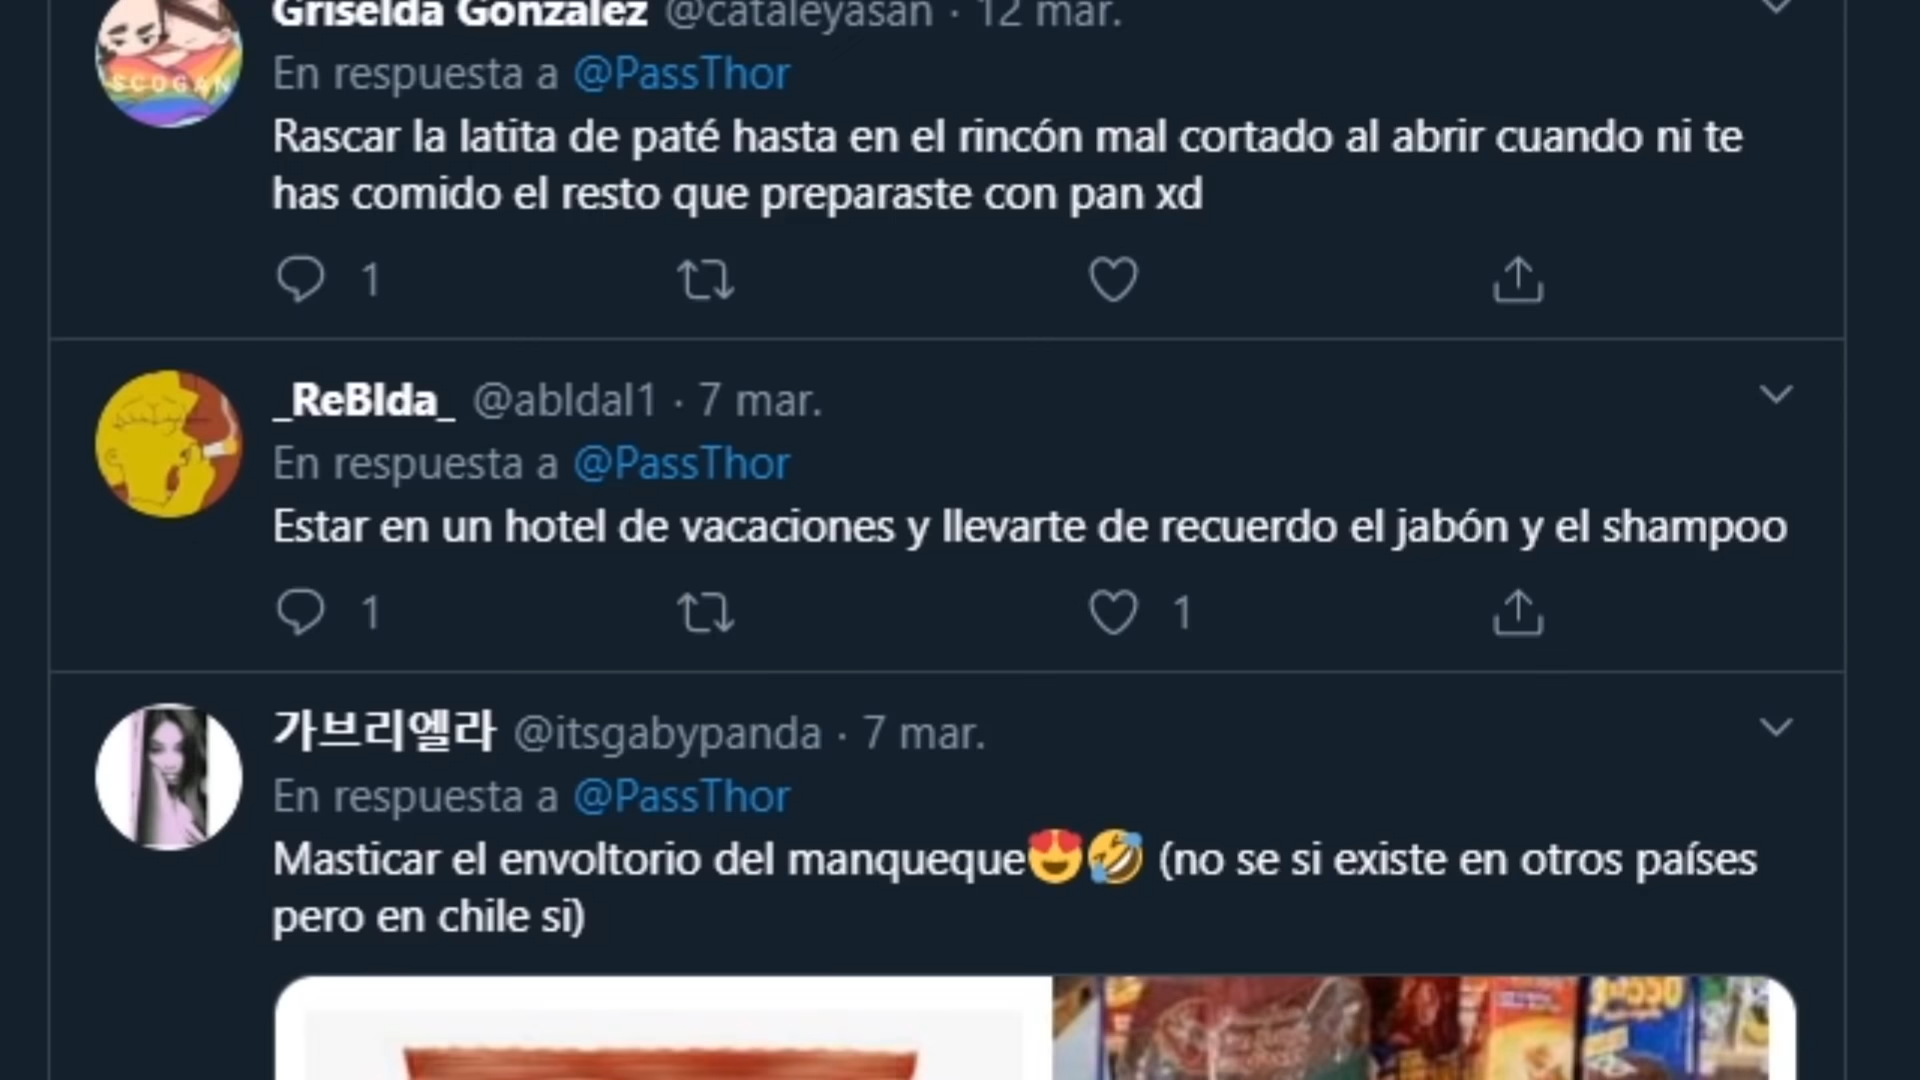 Griselda González @cataleyasan · 12 mar.
En respuesta a @PassThor
Rascar la latita de paté hasta en el rincón mal cortado al abrir cuando ni te
has comido el resto que preparaste con pan xd
1
_ReBlda_ @abldal1 · 7 mar.
En respuesta a @PassThor
Estar en un hotel de vacaciones y llevarte de recuerdo el jabón y el shampoo
1 1
가브리엘라 @itsgabypanda · 7 mar.
En respuesta a @PassThor
Masticar el envoltorio del manqueque😍🤣 (no se si existe en otros países
pero en chile si)
SCOGAN